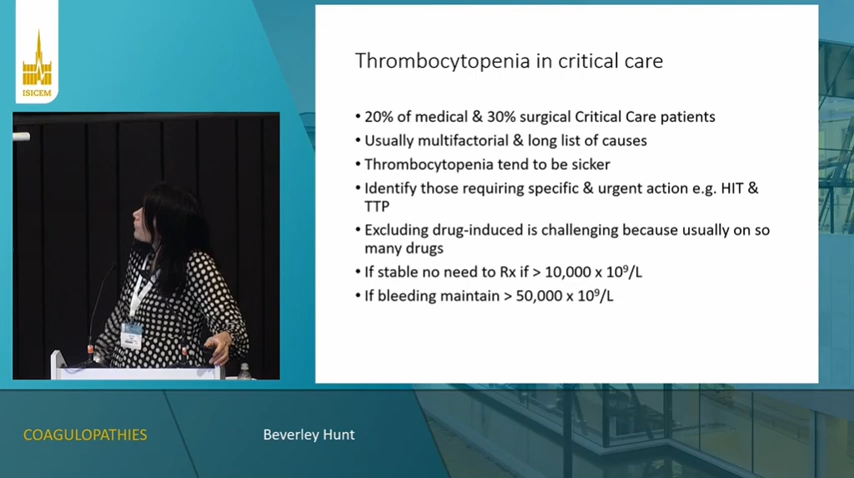 ISICEM
Thrombocytopenia in critical care
• 20% of medical & 30% surgical Critical Care patients
• Usually multifactorial & long list of causes
• Thrombocytopenia tend to be sicker
• Identify those requiring specific & urgent action e.g. HIT &
TTP
• Excluding drug-induced is challenging because usually on so
many drugs
• If stable no need to Rx if > 10,000 x 10⁹/L
• If bleeding maintain > 50,000 x 10⁹/L
COAGULOPATHIES
Beverley Hunt